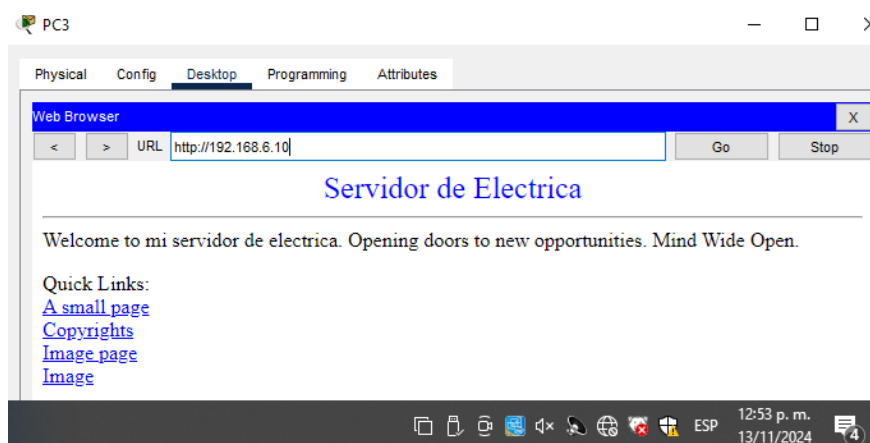 PC3
Physical Config Desktop Programming Attributes
Web Browser X
< > URL http://192.168.6.10 Go Stop
Servidor de Electrica
Welcome to mi servidor de electrica. Opening doors to new opportunities. Mind Wide Open.
Quick Links:
A small page
Copyrights
Image page
Image
ESP 12:53 p. m.
13/11/2024 4